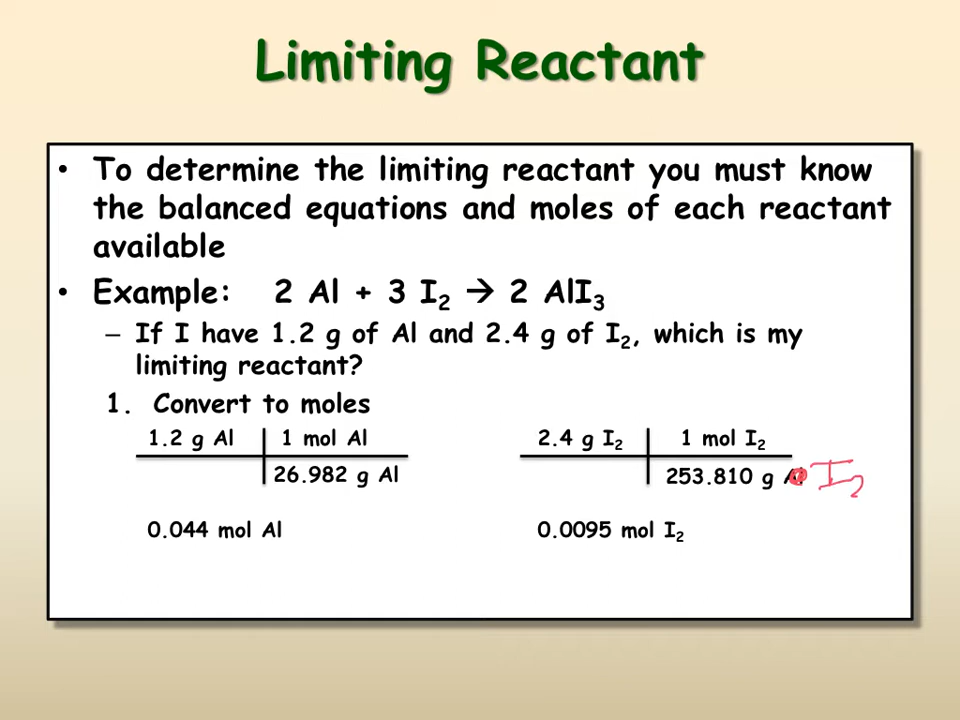 Limiting Reactant
• To determine the limiting reactant you must know
the balanced equations and moles of each reactant
available
• Example: 2 Al + 3 I₂ → 2 AlI₃
– If I have 1.2 g of Al and 2.4 g of I₂, which is my
limiting reactant?
1. Convert to moles
1.2 g Al 1 mol Al 2.4 g I₂ 1 mol I₂
26.982 g Al 253.810 g Al I₂
0.044 mol Al 0.0095 mol I₂